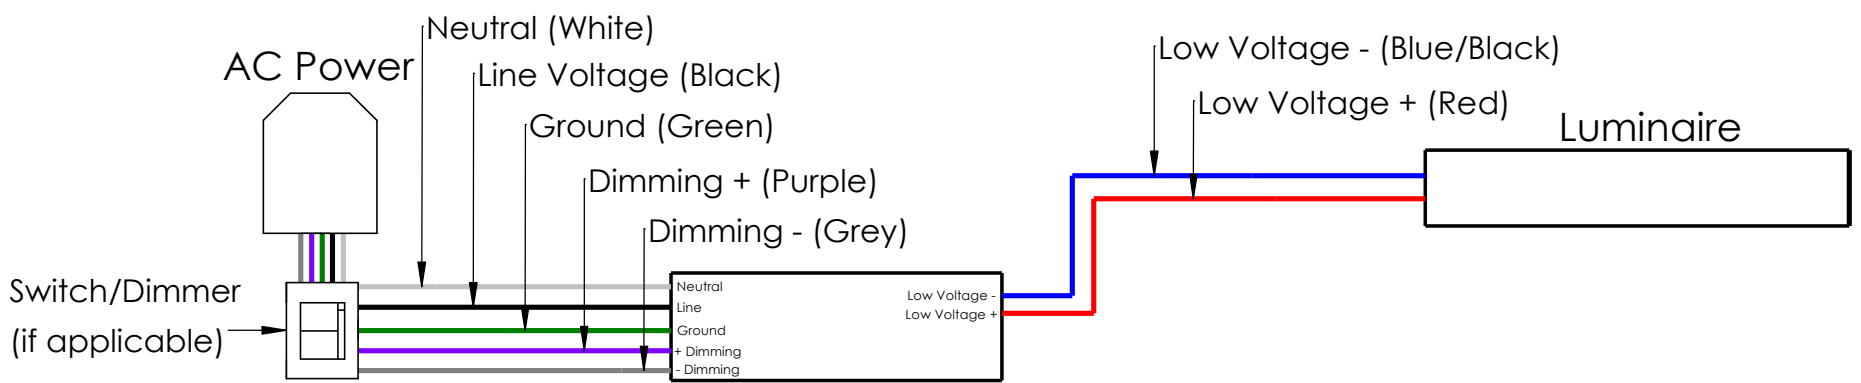 Neutral (White)
AC Power
Line Voltage (Black)
Ground (Green)
Dimming + (Purple)
Dimming - (Grey)
Low Voltage - (Blue/Black)
Low Voltage + (Red)
Luminaire
Switch/Dimmer
(if applicable)
Neutral
Line
Ground
+ Dimming
- Dimming
Low Voltage -
Low Voltage +